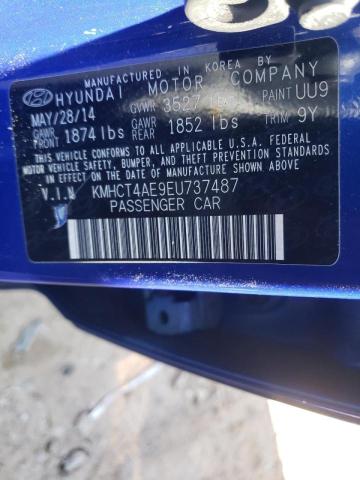 MANUFACTURED IN REPUBLIC OF KOREA
HYUNDAI MOTOR COMPANY
MAY/28/14 GVWR 3527 lbs PAINT UU9
GAWR FRONT 1874 lbs GAWR REAR 1852 lbs TRIM 9Y
THIS VEHICLE CONFORMS TO ALL APPLICABLE U.S. FEDERAL
MOTOR VEHICLE SAFETY, BUMPER, AND THEFT PREVENTION
STANDARDS IN EFFECT ON THE DATE OF MANUFACTURE SHOWN ABOVE
V.I.N KMHCT4AE9EU737487
PASSENGER CAR